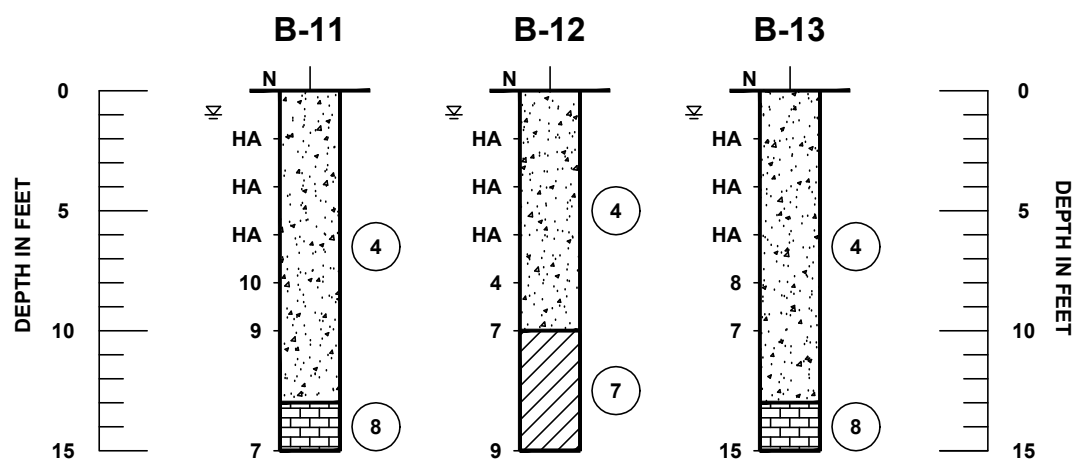 B-11 B-12 B-13
N N N
0 0
HA HA HA
HA HA HA
4
5 5
HA HA HA
4 4
10 4 8
9 7 7
10 10
7
8 8
7 9 15
15 15
DEPTH IN FEET
DEPTH IN FEET